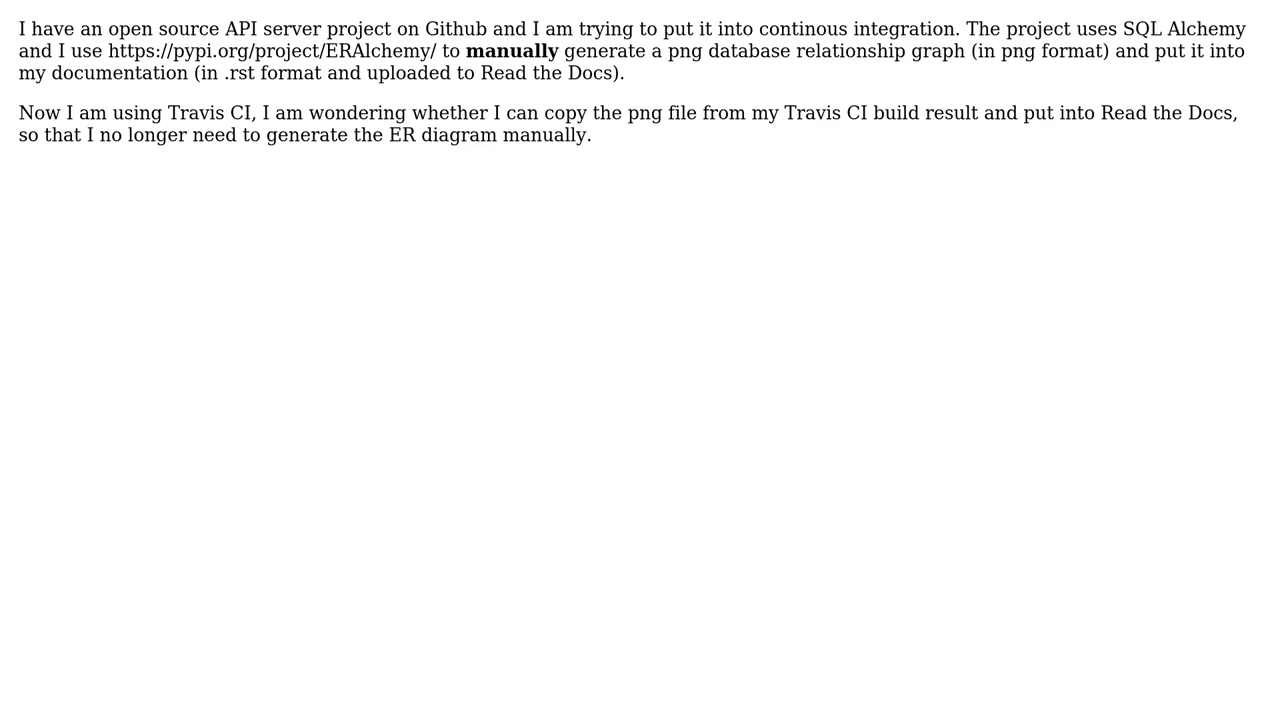 I have an open source API server project on Github and I am trying to put it into continous integration. The project uses SQL Alchemy
and I use https://pypi.org/project/ERAlchemy/ to manually generate a png database relationship graph (in png format) and put it into
my documentation (in .rst format and uploaded to Read the Docs).
Now I am using Travis CI, I am wondering whether I can copy the png file from my Travis CI build result and put into Read the Docs,
so that I no longer need to generate the ER diagram manually.